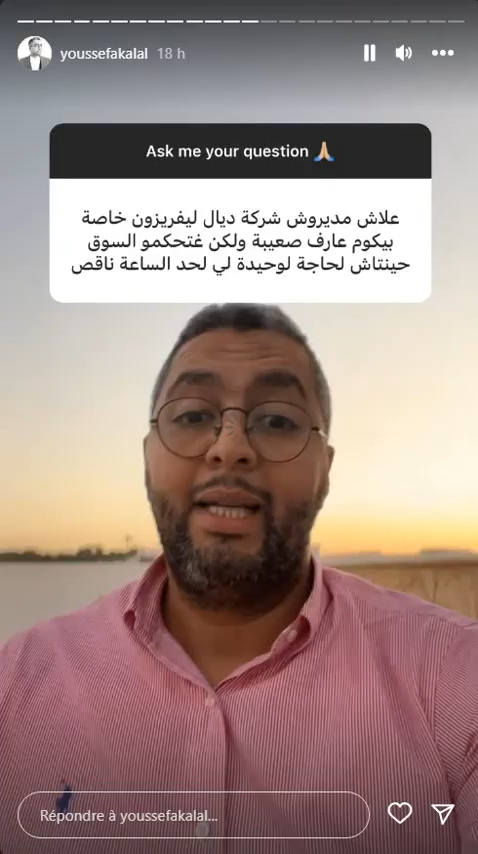 youssefakalal 18 h
Ask me your question 🙏
علاش مديروش شركة ديال ليفريزون خاصة
بيكوم عارف صعيبة ولكن غتحكمو السوق
حينتاش لحاجة لوحيدة لي لحد الساعة ناقص
Répondre à youssefakalal...